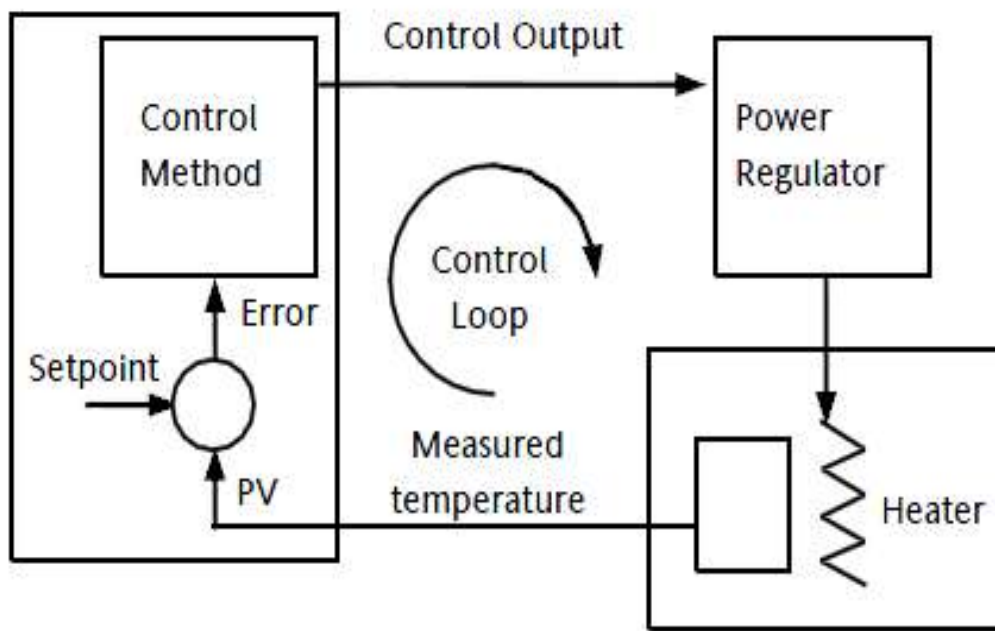 Control Output
Control
Method
Power
Regulator
Control
Loop
Error
Setpoint
Measured
temperature
PV
Heater